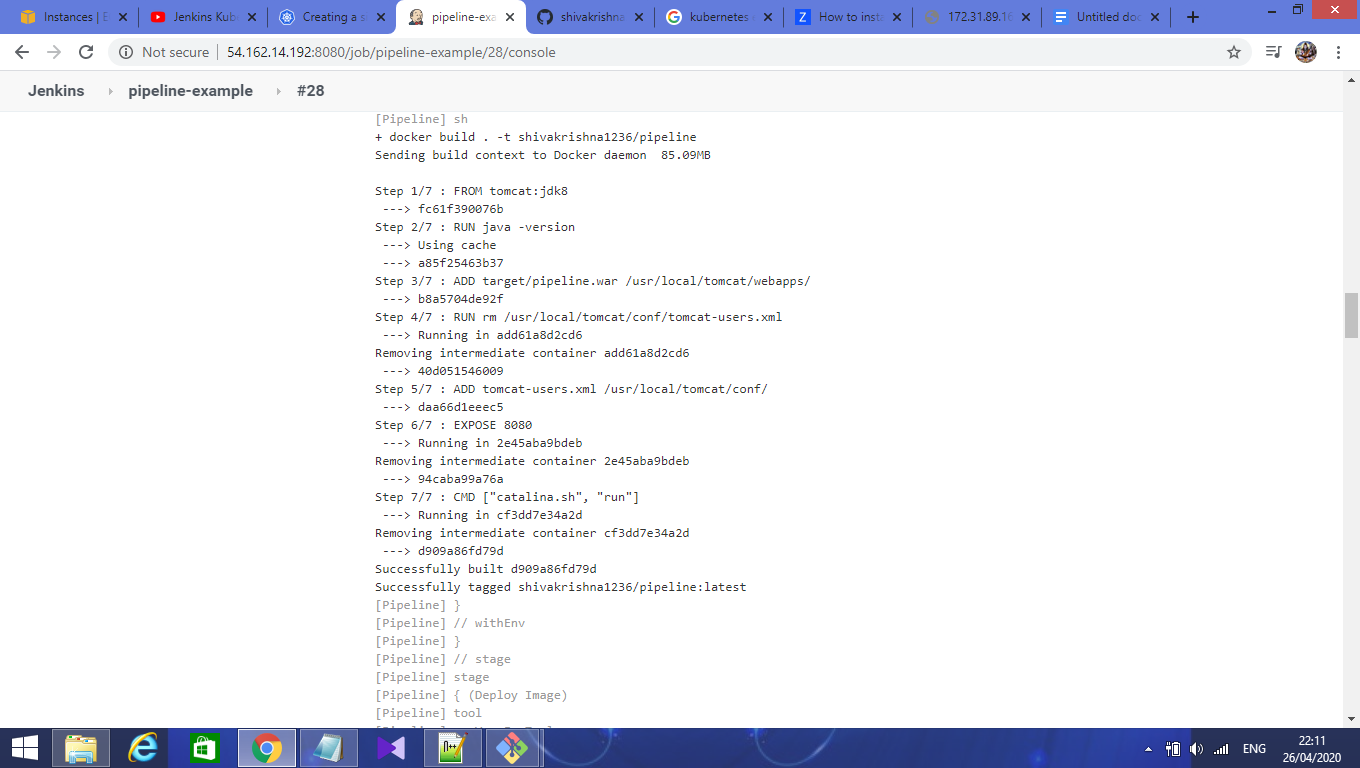 Instances | E
Jenkins Kub
Creating a s
pipeline-exa
shivakrishna
kubernetes
How to insta
172.31.89.16
Untitled doc
Not secure
54.162.14.192:8080/job/pipeline-example/28/console
Jenkins
pipeline-example
#28
[Pipeline] sh
+ docker build . -t shivakrishna1236/pipeline
Sending build context to Docker daemon  85.09MB
Step 1/7 : FROM tomcat:jdk8
---> fc61f390076b
Step 2/7 : RUN java -version
---> Using cache
---> a85f25463b37
Step 3/7 : ADD target/pipeline.war /usr/local/tomcat/webapps/
---> b8a5704de92f
Step 4/7 : RUN rm /usr/local/tomcat/conf/tomcat-users.xml
---> Running in add61a8d2cd6
Removing intermediate container add61a8d2cd6
---> 40d051546009
Step 5/7 : ADD tomcat-users.xml /usr/local/tomcat/conf/
---> daa66d1eeec5
Step 6/7 : EXPOSE 8080
---> Running in 2e45aba9bdeb
Removing intermediate container 2e45aba9bdeb
---> 94caba99a76a
Step 7/7 : CMD ["catalina.sh", "run"]
---> Running in cf3dd7e34a2d
Removing intermediate container cf3dd7e34a2d
---> d909a86fd79d
Successfully built d909a86fd79d
Successfully tagged shivakrishna1236/pipeline:latest
[Pipeline] }
[Pipeline] // withEnv
[Pipeline] }
[Pipeline] // stage
[Pipeline] stage
[Pipeline] { (Deploy Image)
[Pipeline] tool
ENG
22:11
26/04/2020